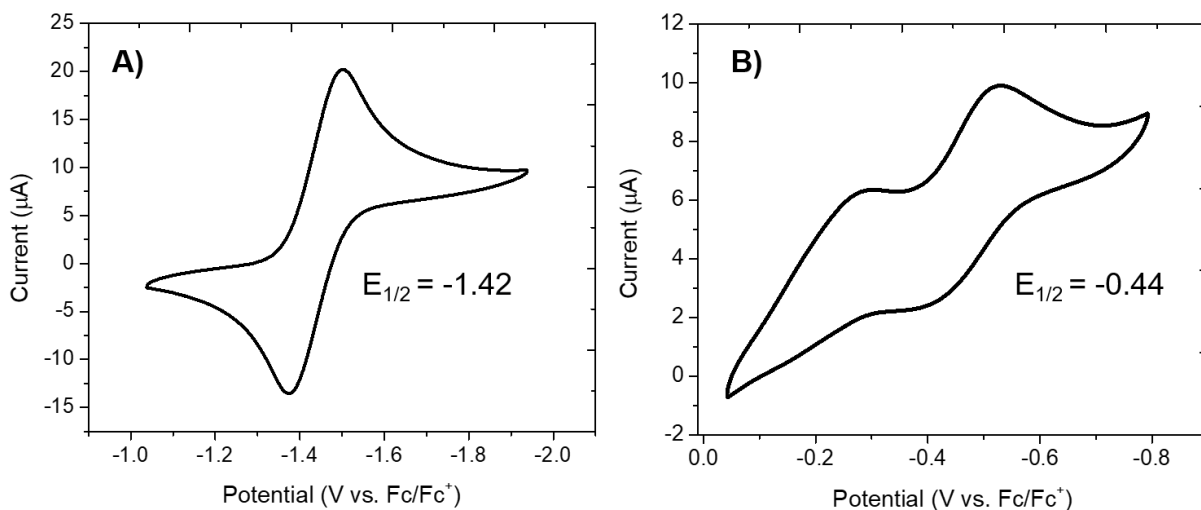 A)
25
20
15
10
5
0
-5
-10
-15
Current (μA)
E1/2 = -1.42
-1.0 -1.2 -1.4 -1.6 -1.8 -2.0
Potential (V vs. Fc/Fc+)
B)
12
10
8
6
4
2
0
-2
Current (μA)
E1/2 = -0.44
0.0 -0.2 -0.4 -0.6 -0.8
Potential (V vs. Fc/Fc+)